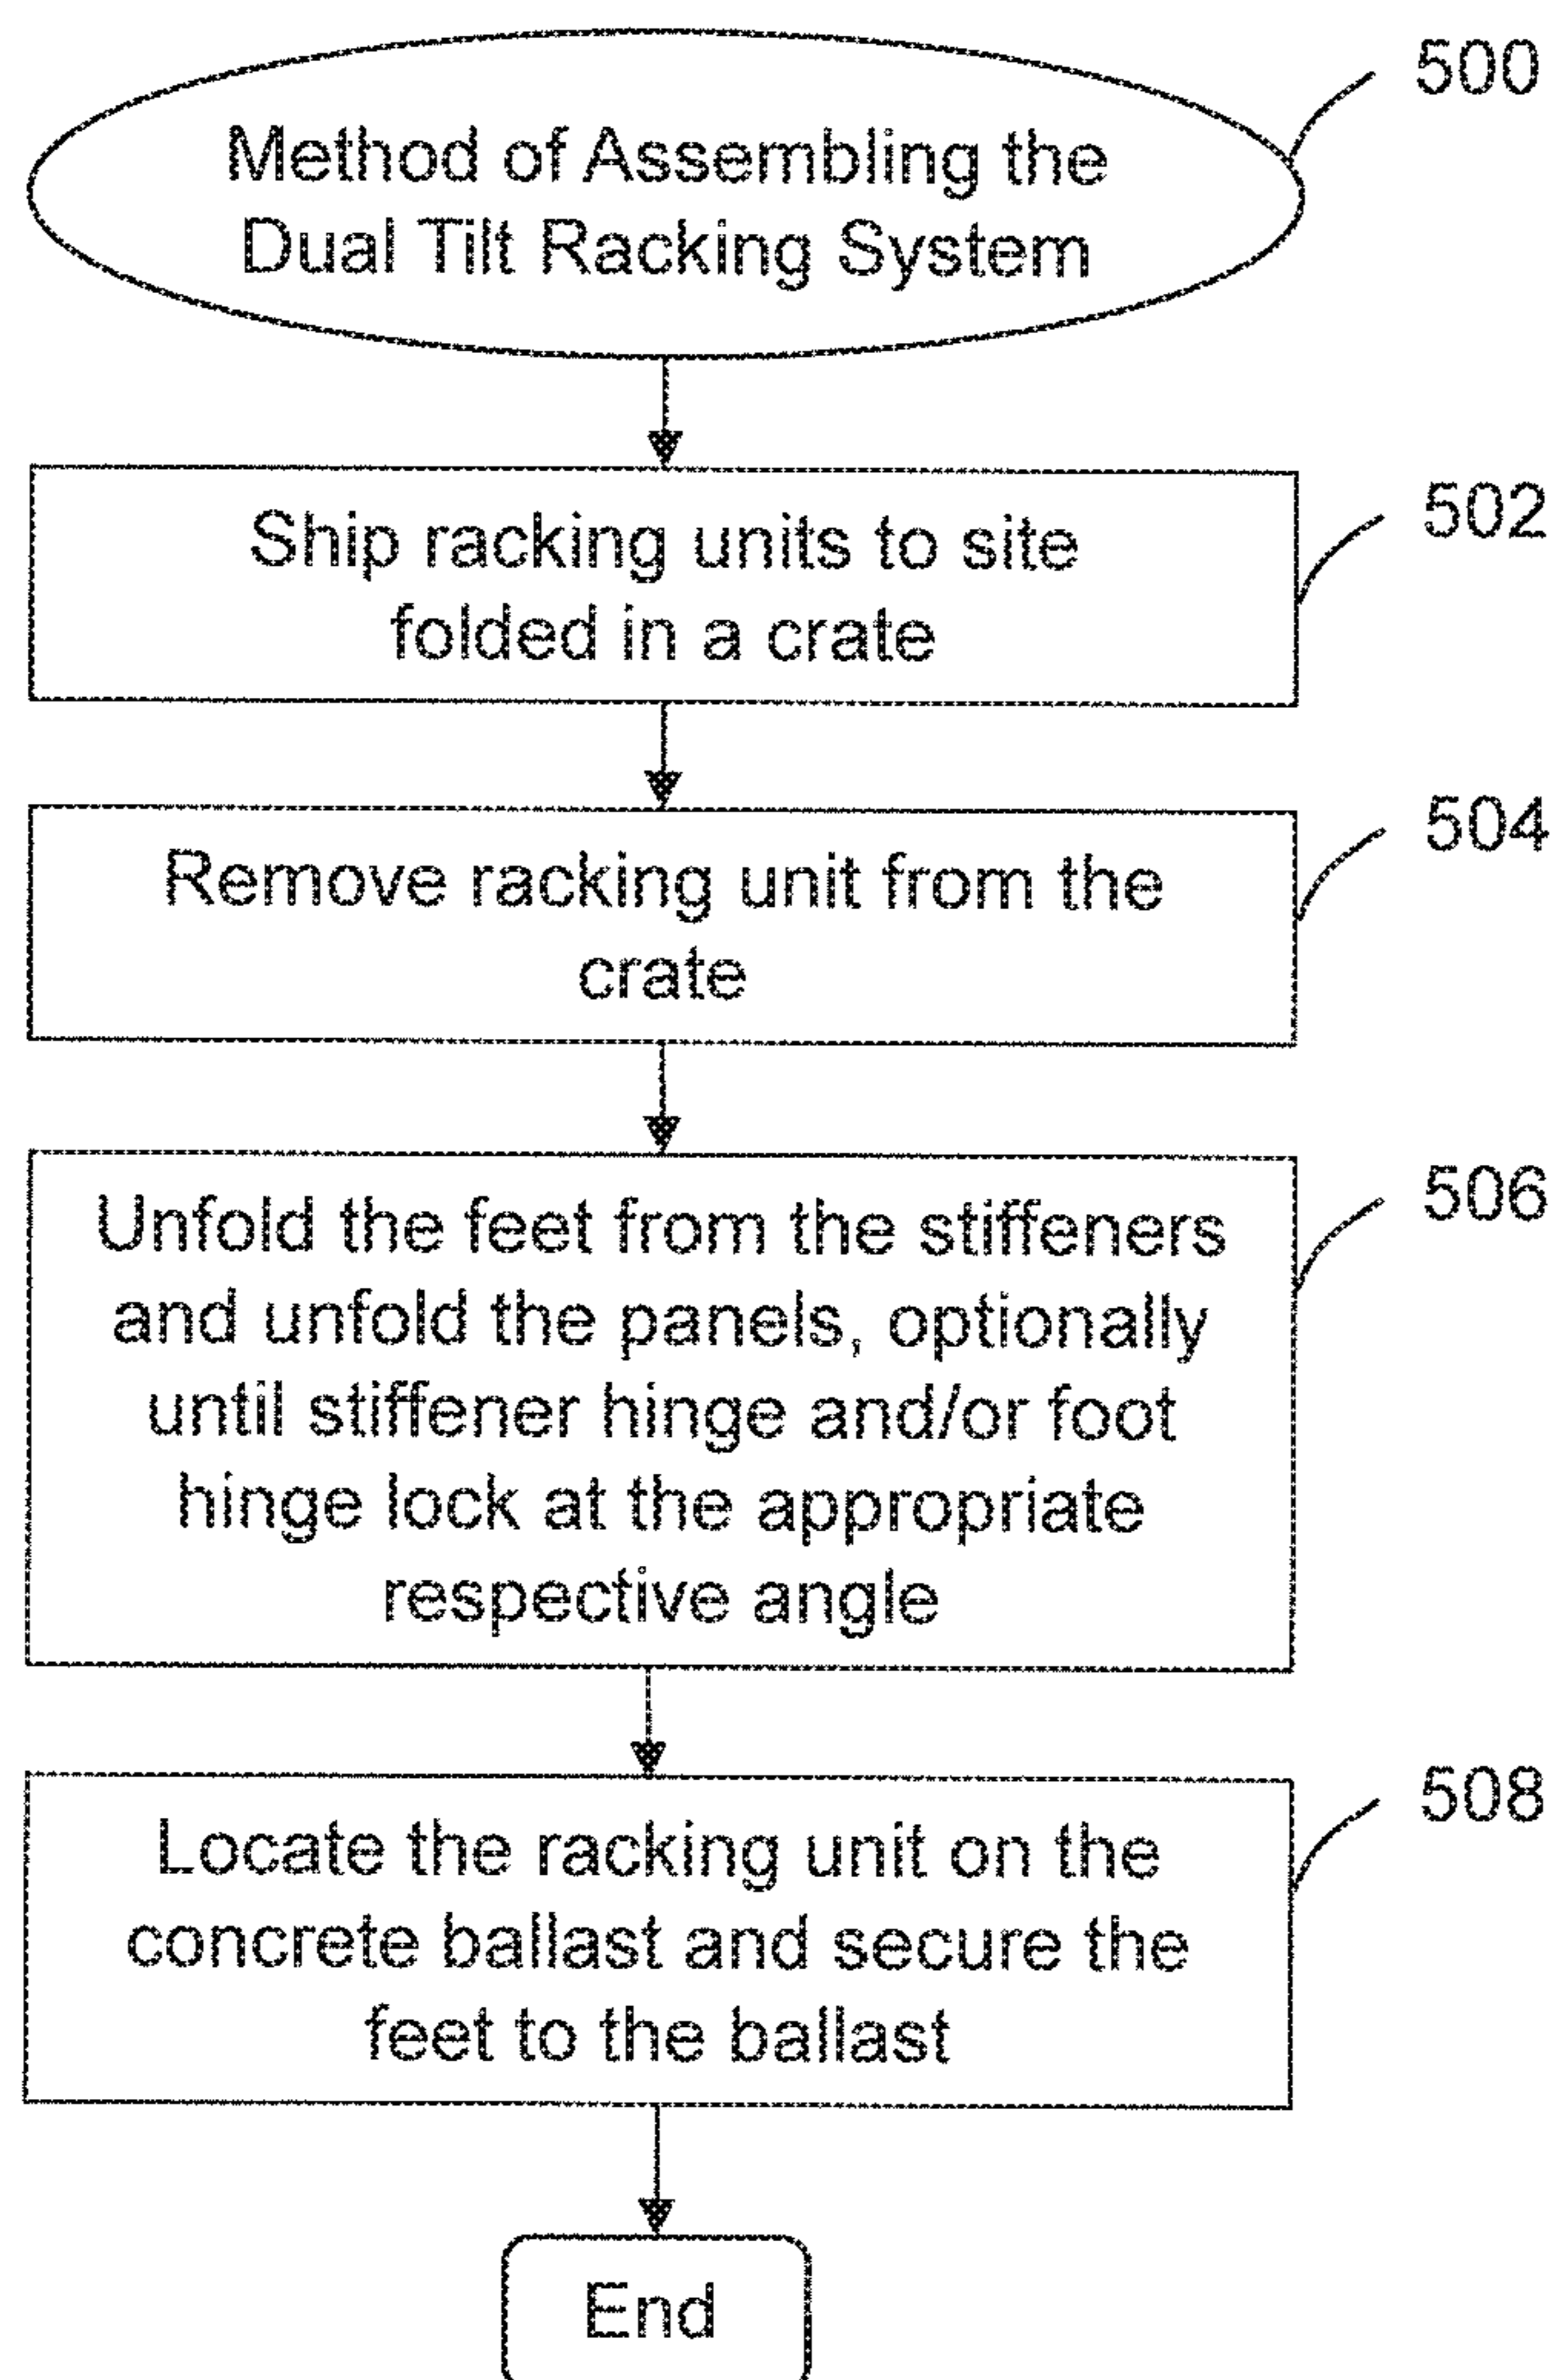 500
Method of Assembling the
Dual Tilt Racking System
502
Ship racking units to site
folded in a crate
504
Remove racking unit from the
crate
506
Unfold the feet from the stiffeners
and unfold the panels, optionally
until stiffener hinge and/or foot
hinge lock at the appropriate
respective angle
508
Locate the racking unit on the
concrete ballast and secure the
feet to the ballast
End